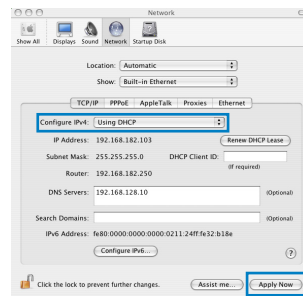 Network
Show All Displays Sound Network Startup Disk
Location: Automatic
Show: Built-in Ethernet
TCP/IP PPPoE AppleTalk Proxies Ethernet
Configure IPv4: Using DHCP
IP Address: 192.168.182.103 Renew DHCP Lease
Subnet Mask: 255.255.255.0 DHCP Client ID:
(If required)
Router: 192.168.182.250
DNS Servers: 192.168.128.10 (Optional)
Search Domains: (Optional)
IPv6 Address: fe80:0000:0000:0000:0211:24ff:fe32:b18e
Configure IPv6... ?
Click the lock to prevent further changes. Assist me... Apply Now